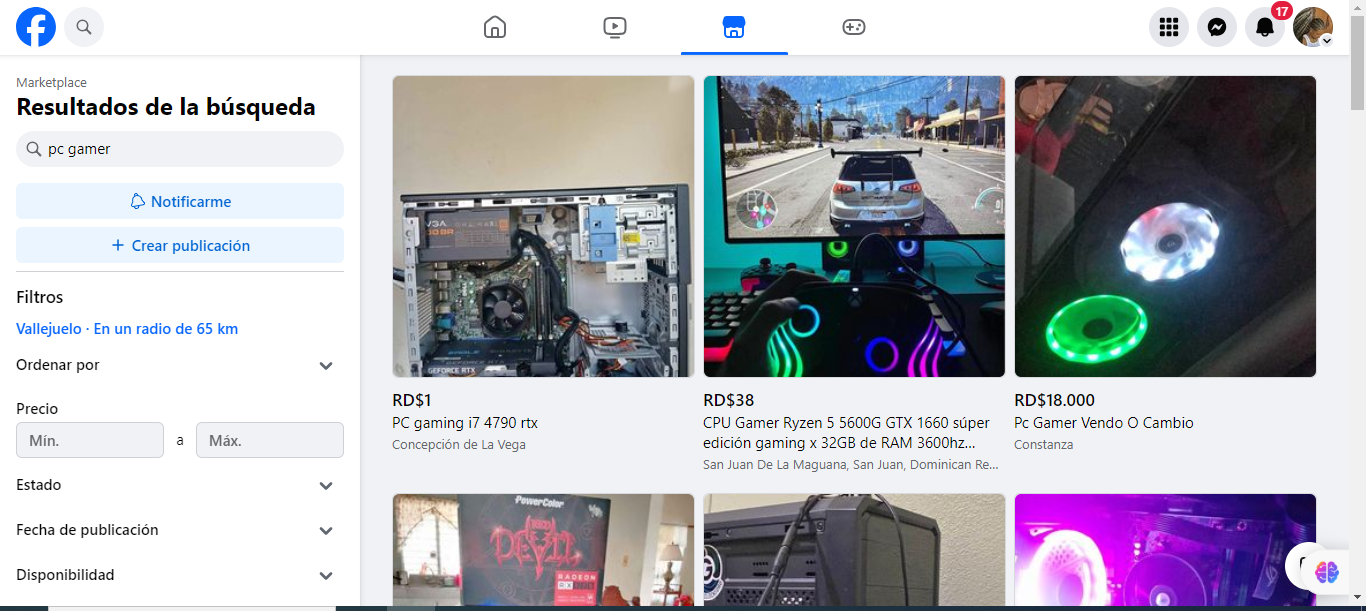 17
Marketplace
Resultados de la búsqueda
pc gamer
Notificarme
+ Crear publicación
Filtros
Vallejuelo · En un radio de 65 km
Ordenar por
Precio
Mín.
a
Máx.
Estado
Fecha de publicación
Disponibilidad
GEFORCE RTX
RD$1
PC gaming i7 4790 rtx
Concepción de La Vega
RD$38
CPU Gamer Ryzen 5 5600G GTX 1660 súper
edición gaming x 32GB de RAM 3600hz...
San Juan De La Maguana, San Juan, Dominican Re...
RD$18.000
Pc Gamer Vendo O Cambio
Constanza
PowerColor
RED
DEVIL
RADEON
RX